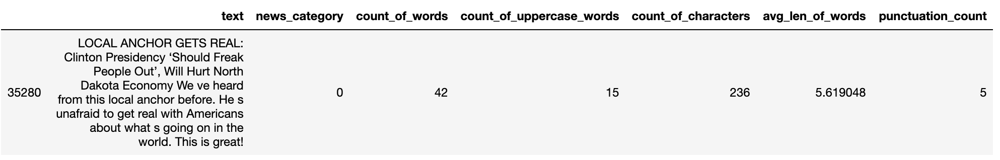 text news_category count_of_words count_of_uppercase_words count_of_characters avg_len_of_words punctuation_count
LOCAL ANCHOR GETS REAL:
Clinton Presidency ‘Should Freak
People Out’, Will Hurt North
Dakota Economy We ve heard
35280 from this local anchor before. He s 0 42 15 236 5.619048 5
unafraid to get real with Americans
about what s going on in the
world. This is great!